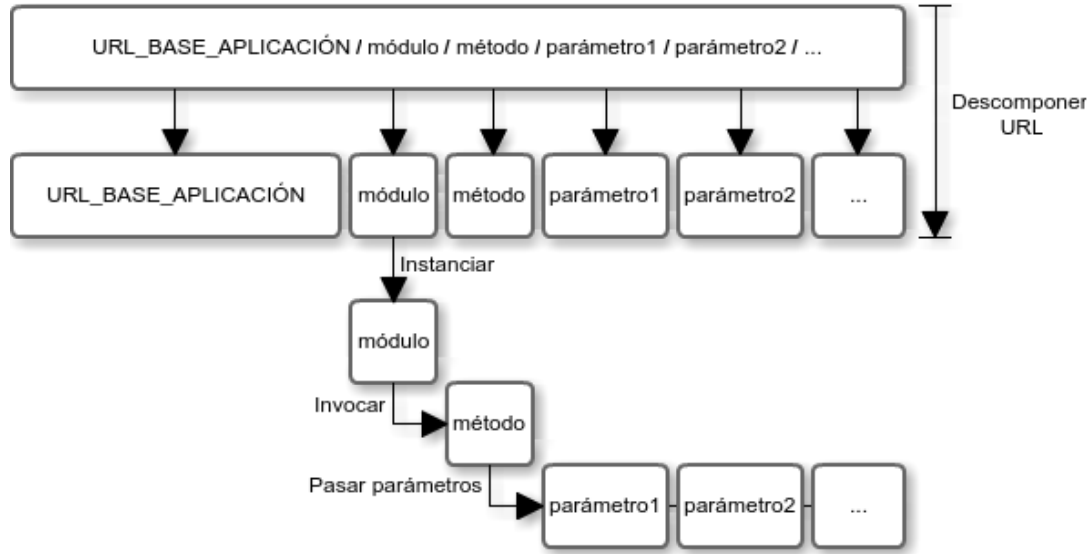 URL_BASE_APLICACIÓN / módulo / método / parámetro1 / parámetro2 / ...
Descomponer
URL
URL_BASE_APLICACIÓN
módulo
método
parámetro1
parámetro2
...
Instanciar
módulo
Invocar
método
Pasar parámetros
parámetro1
parámetro2
...